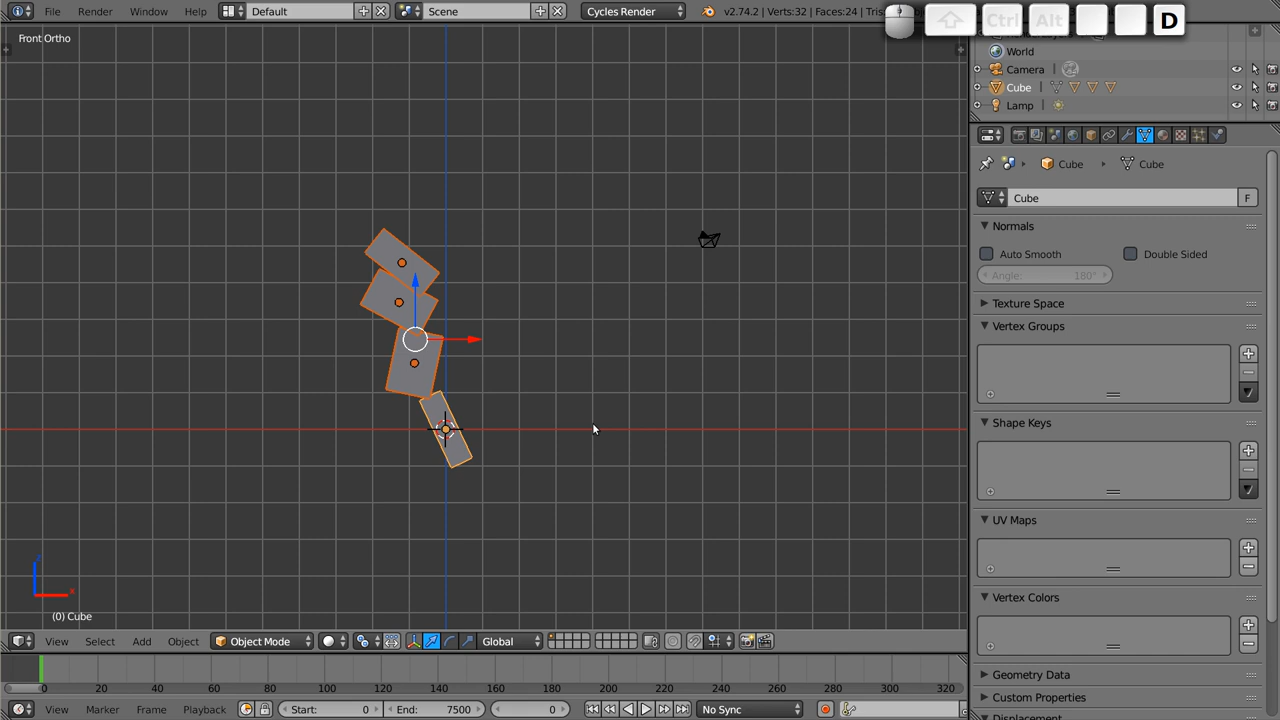 File Render Window Help Default Scene Cycles Render v2.74.2 | Verts:32 | Faces:24 | Tris
Ctrl Alt D
Front Ortho
World
Camera
Cube
Lamp
Cube Cube
Cube F
Normals
Auto Smooth Double Sided
Angle: 180°
Texture Space
Vertex Groups
Shape Keys
UV Maps
Vertex Colors
Geometry Data
Custom Properties
z
x
(0) Cube
View Select Add Object Object Mode Global
0 20 40 60 80 100 120 140 160 180 200 220 240 260 280 300 320
View Marker Frame Playback Start: 0 End: 7500 0 No Sync